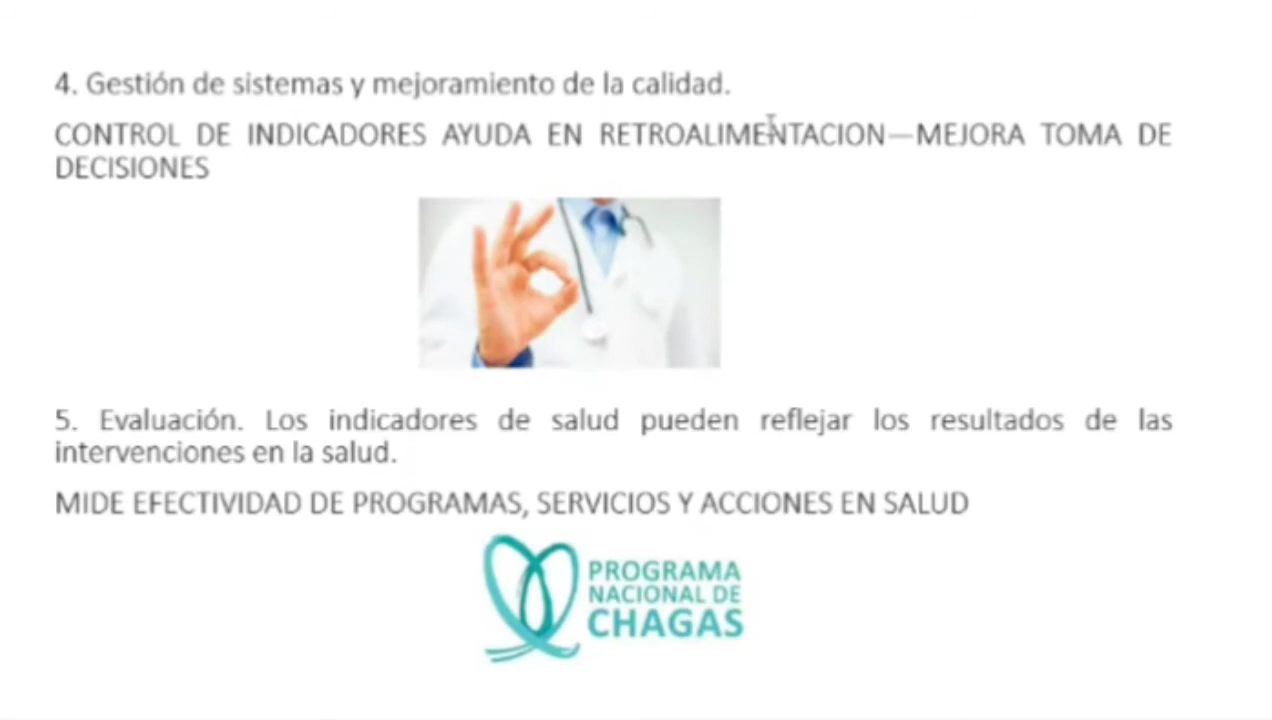 4. Gestión de sistemas y mejoramiento de la calidad.
CONTROL DE INDICADORES AYUDA EN RETROALIMENTACION—MEJORA TOMA DE
DECISIONES
5. Evaluación. Los indicadores de salud pueden reflejar los resultados de las
intervenciones en la salud.
MIDE EFECTIVIDAD DE PROGRAMAS, SERVICIOS Y ACCIONES EN SALUD
PROGRAMA
NACIONAL DE
CHAGAS